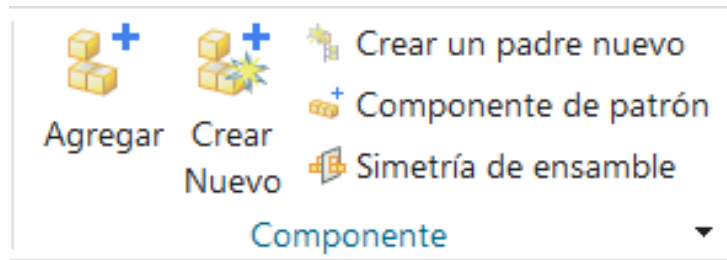 Agregar
Crear
Nuevo
Crear un padre nuevo
Componente de patrón
Simetría de ensamble
Componente